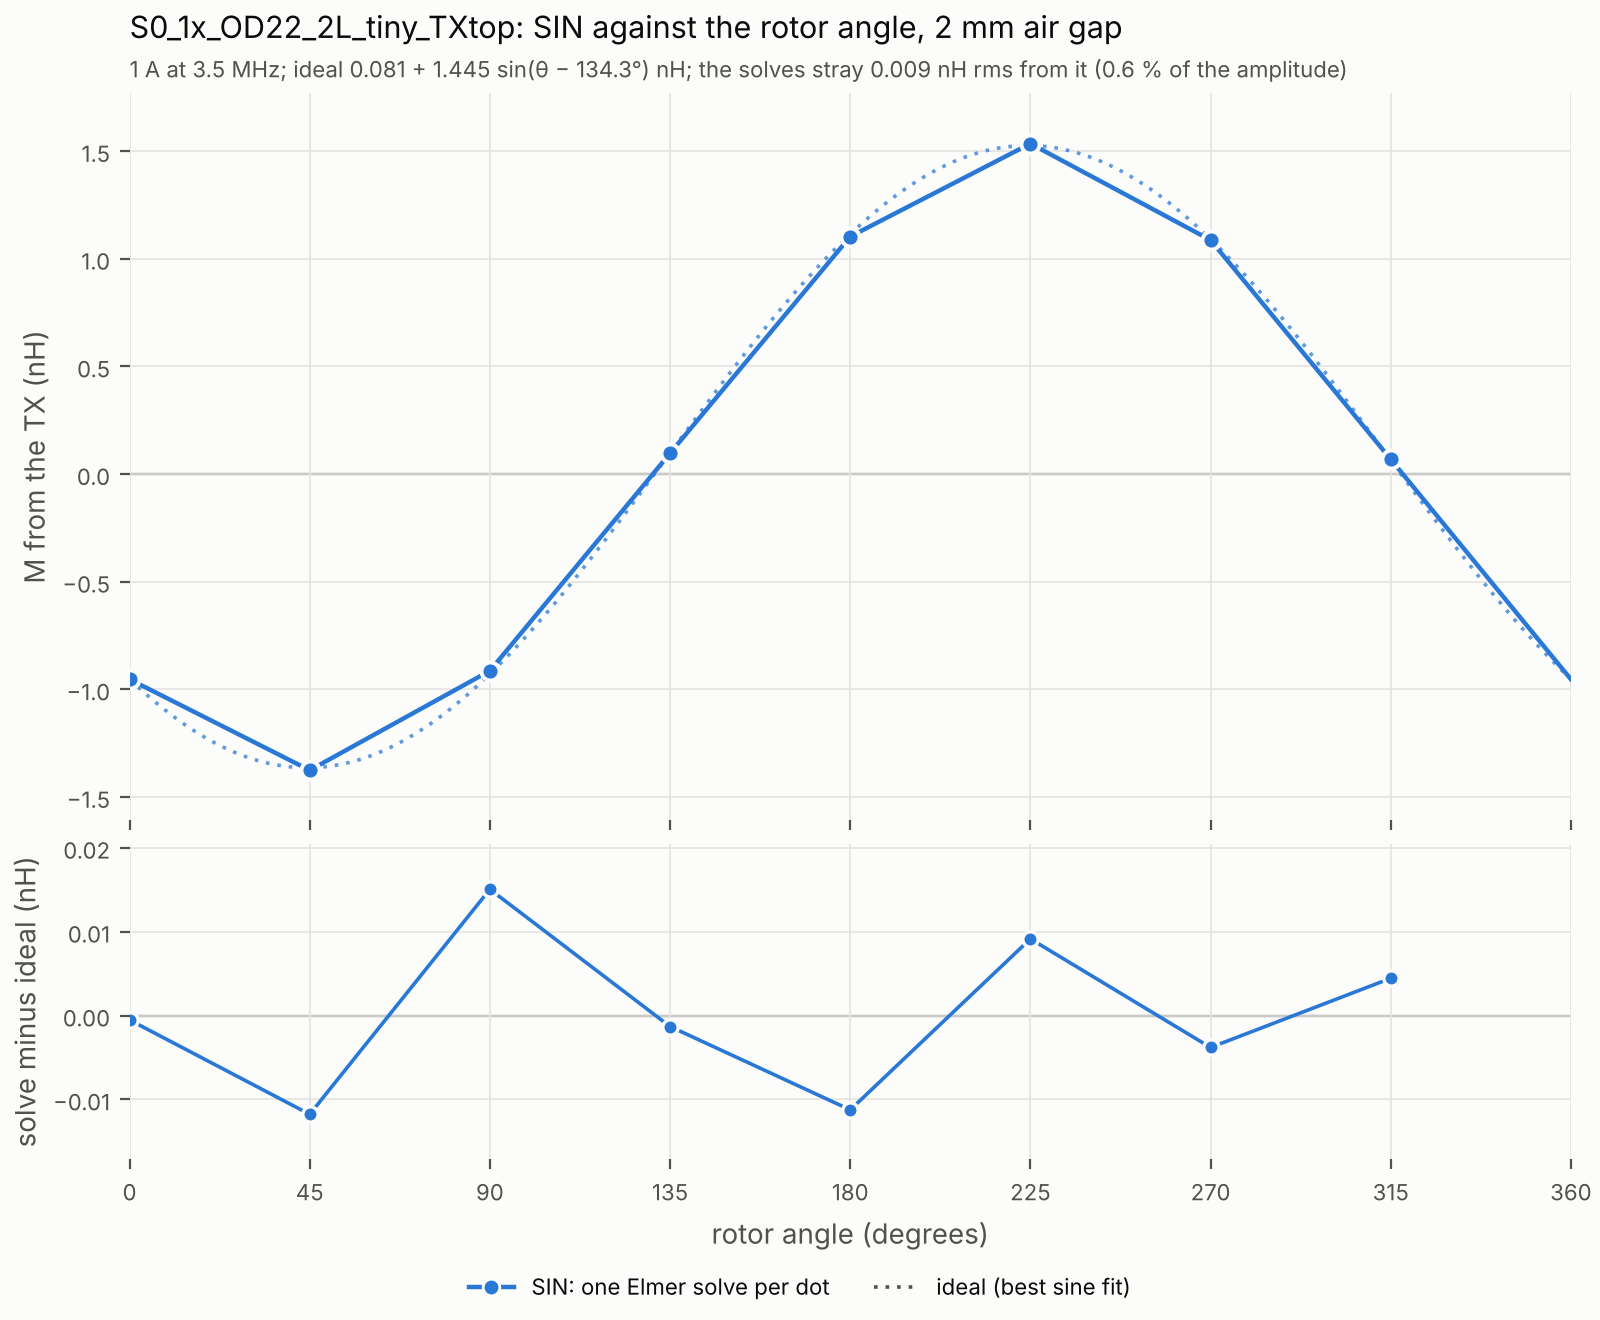 S0_1x_OD22_2L_tiny_TXtop: SIN against the rotor angle, 2 mm air gap
1 A at 3.5 MHz; ideal 0.081 + 1.445 sin(θ − 134.3°) nH; the solves stray 0.009 nH rms from it (0.6 % of the amplitude)
M from the TX (nH)
1.5
1.0
0.5
0.0
−0.5
−1.0
−1.5
solve minus ideal (nH)
0.02
0.01
0.00
−0.01
0 45 90 135 180 225 270 315 360
rotor angle (degrees)
SIN: one Elmer solve per dot
ideal (best sine fit)